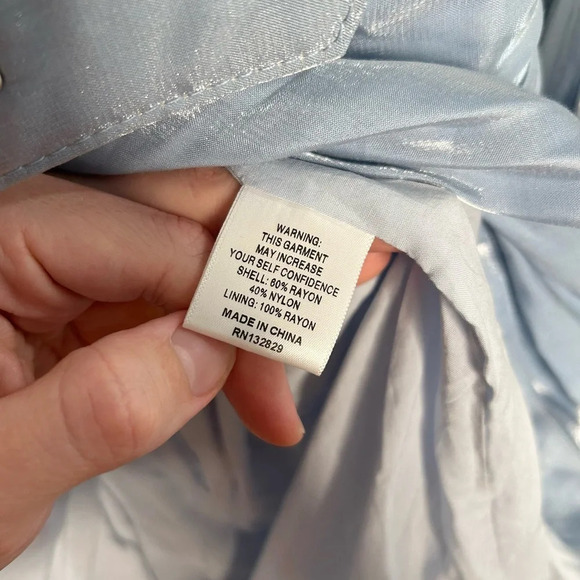 WARNING:
THIS GARMENT
MAY INCREASE
YOUR SELF CONFIDENCE
SHELL: 60% RAYON
40% NYLON
LINING: 100% RAYON
MADE IN CHINA
RN132829